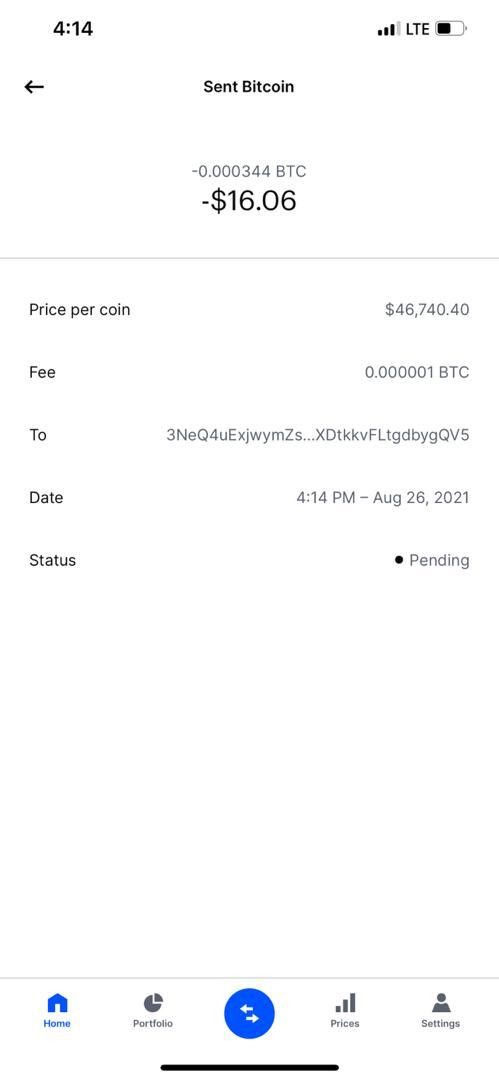 4:14
LTE
Sent Bitcoin
-0.000344 BTC
-$16.06
Price per coin $46,740.40
Fee 0.000001 BTC
To 3NeQ4uExjwymZs...XDtkkvFLtgdbygQV5
Date 4:14 PM – Aug 26, 2021
Status Pending
Home Portfolio Prices Settings